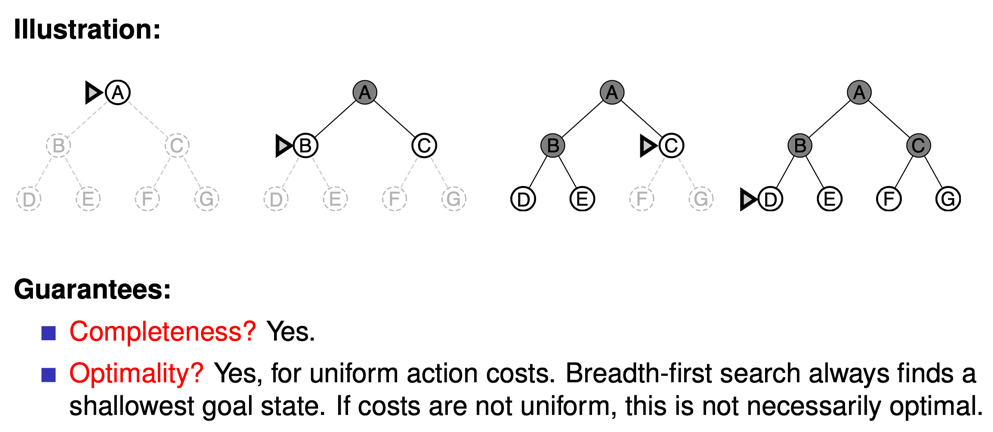 Illustration:
A A A A
B C B C B C B C
D E F G D E F G D E F G D E F G
Guarantees:
Completeness? Yes.
Optimality? Yes, for uniform action costs. Breadth-first search always finds a
shallowest goal state. If costs are not uniform, this is not necessarily optimal.